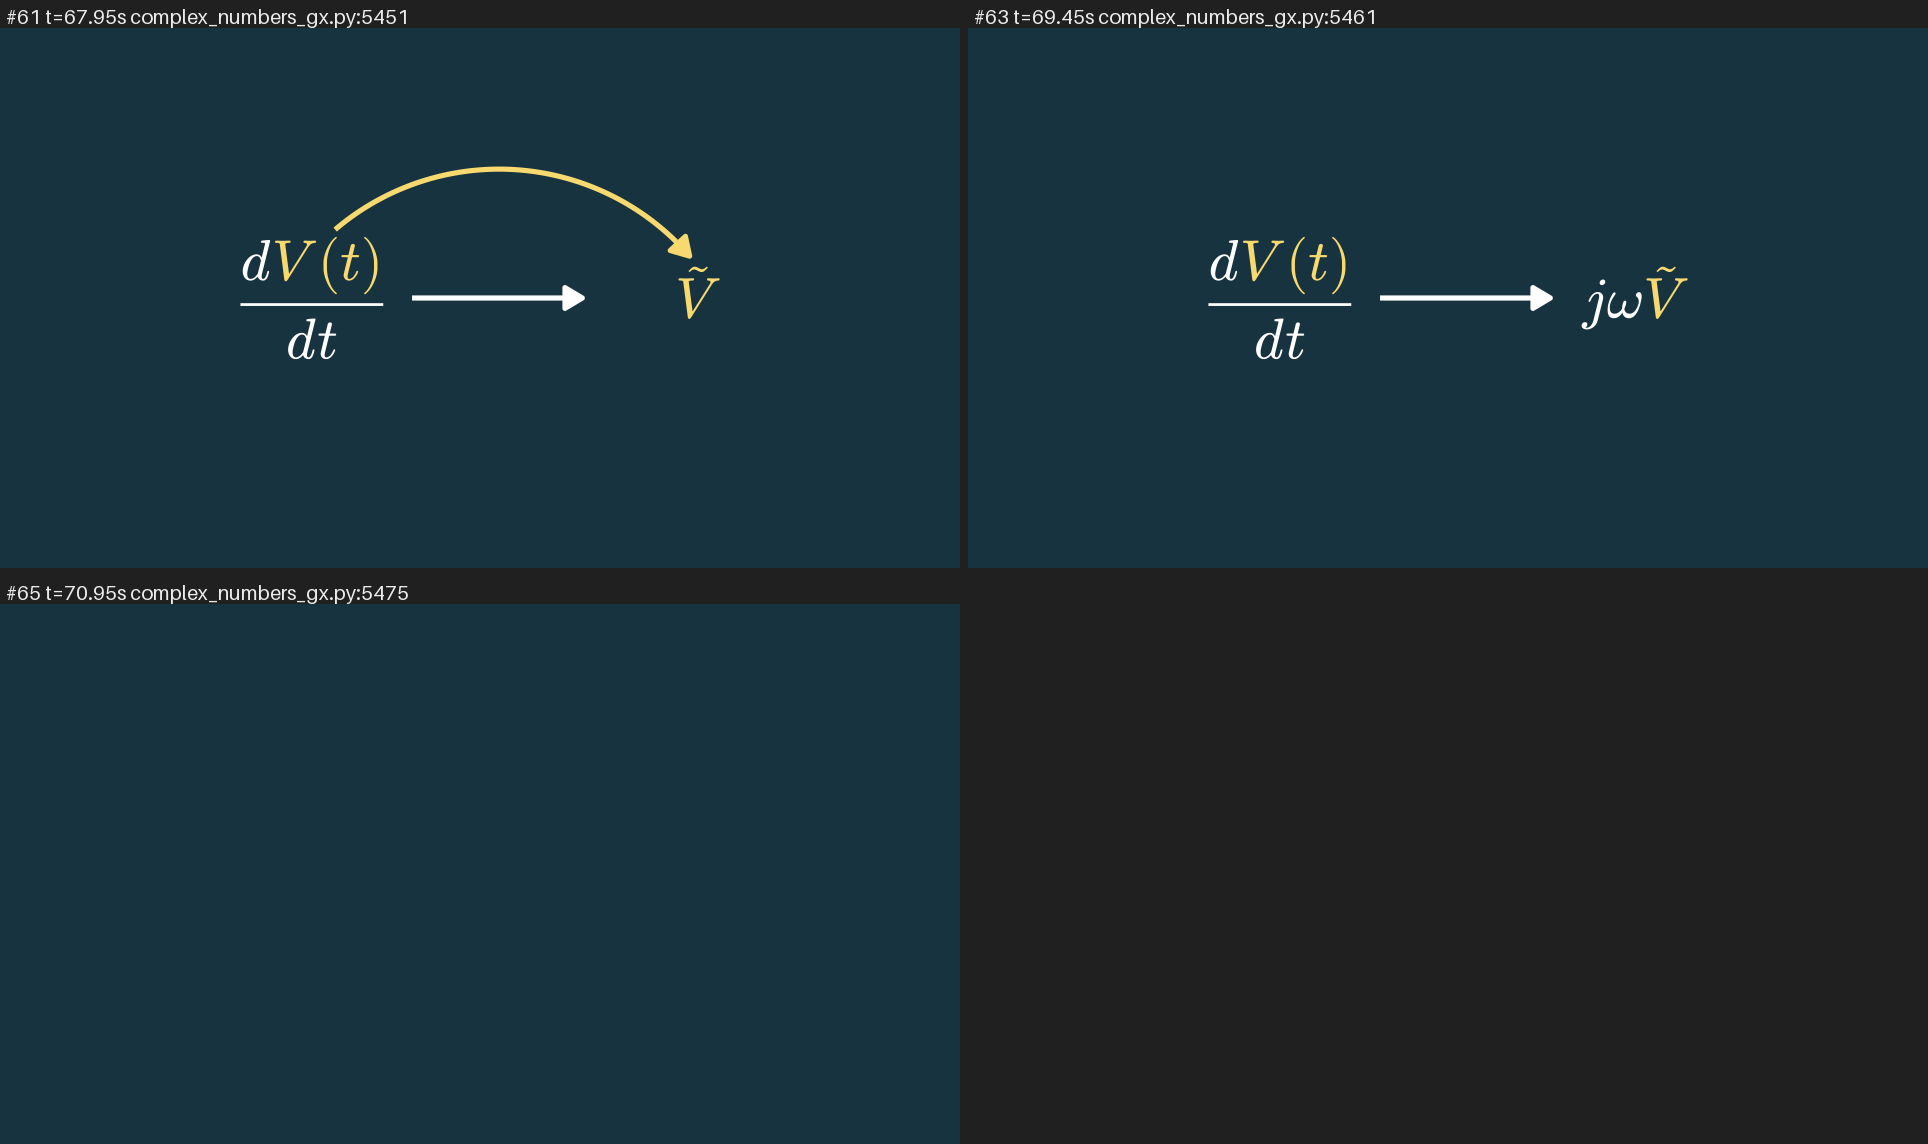 #61 t=67.95s complex_numbers_gx.py:5451
dV(t)
dt
Ṽ
#63 t=69.45s complex_numbers_gx.py:5461
dV(t)
dt
jωṼ
#65 t=70.95s complex_numbers_gx.py:5475